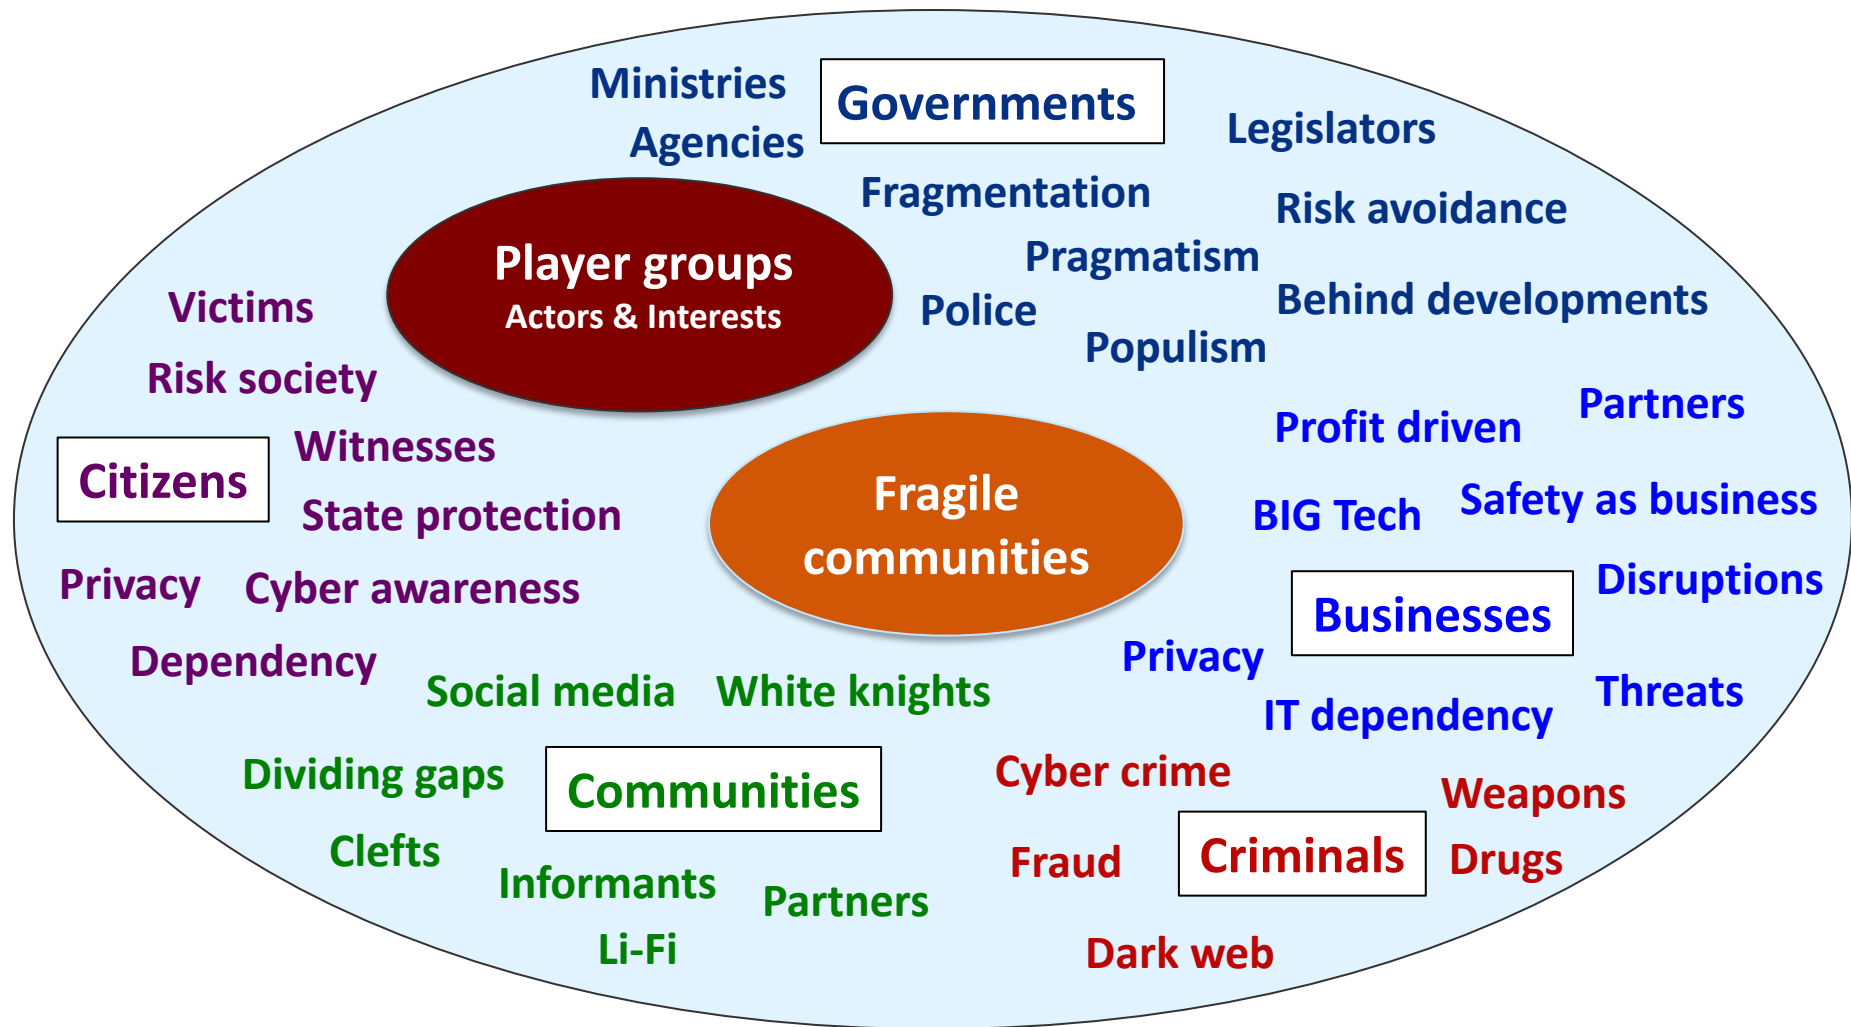 Ministries
Agencies
Governments
Legislators
Fragmentation
Risk avoidance
Pragmatism
Behind developments
Police
Populism
Player groups
Actors & Interests
Victims
Risk society
Witnesses
Citizens
State protection
Privacy
Cyber awareness
Dependency
Fragile
communities
Partners
Profit driven
Safety as business
BIG Tech
Disruptions
Businesses
Privacy
Threats
IT dependency
Social media
White knights
Dividing gaps
Communities
Clefts
Informants
Partners
Li-Fi
Cyber crime
Weapons
Criminals
Fraud
Drugs
Dark web